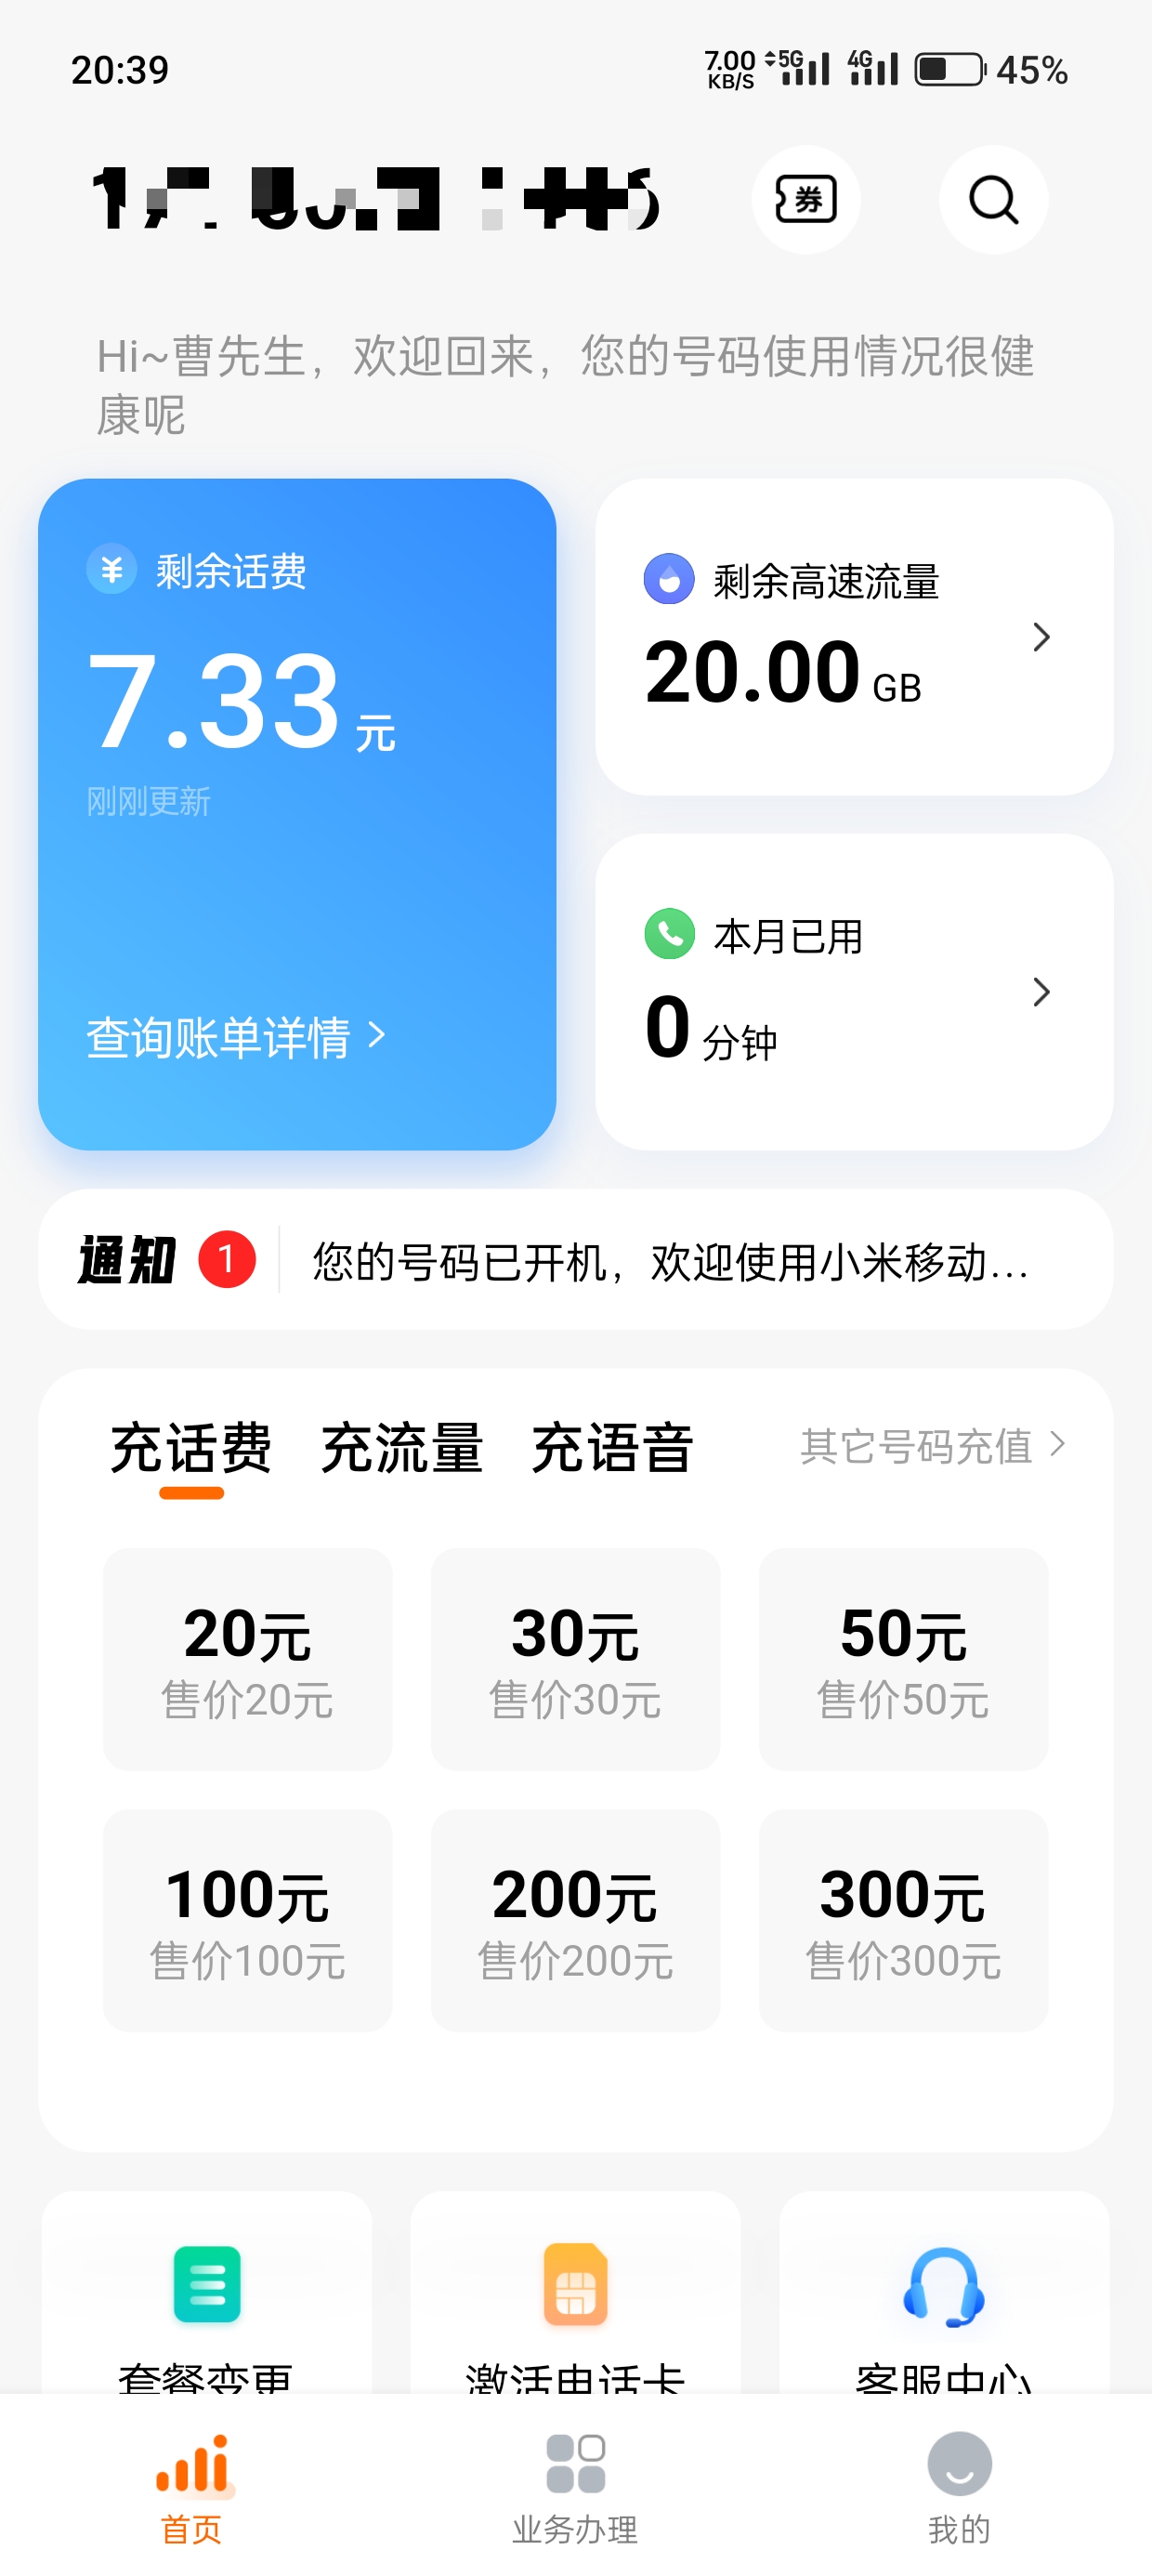 20:39
7.00 KB/S 5G 4G 45%
券
Hi~曹先生，欢迎回来，您的号码使用情况很健
康呢
剩余话费
7.33 元
刚刚更新
查询账单详情
剩余高速流量
20.00 GB
本月已用
0 分钟
通知 1 您的号码已开机，欢迎使用小米移动...
充话费 充流量 充语音 其它号码充值
20元 30元 50元
售价20元 售价30元 售价50元
100元 200元 300元
售价100元 售价200元 售价300元
套餐变更 激活电话卡 客服中心
首页 业务办理 我的